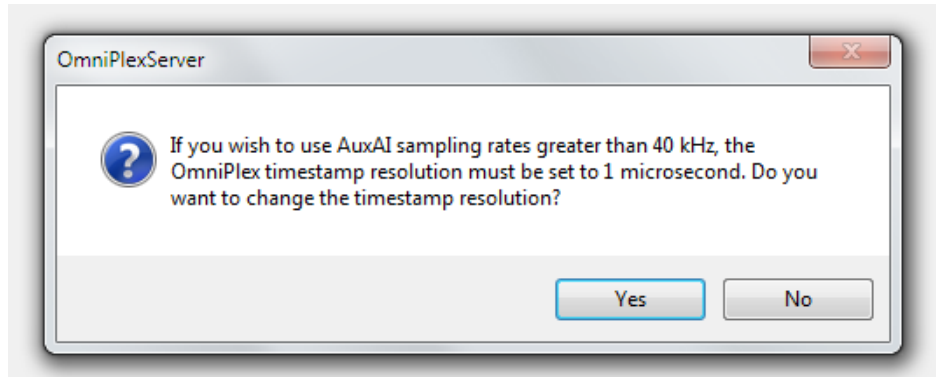 OmniPlexServer
If you wish to use AuxAI sampling rates greater than 40 kHz, the
OmniPlex timestamp resolution must be set to 1 microsecond. Do you
want to change the timestamp resolution?
Yes
No